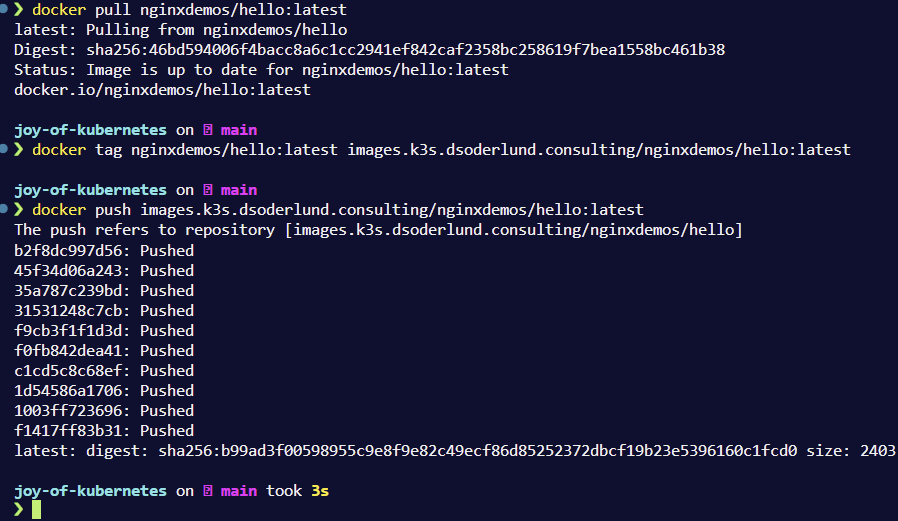 ❯ docker pull nginxdemos/hello:latest
latest: Pulling from nginxdemos/hello
Digest: sha256:46bd594006f4bacc8a6c1cc2941ef842caf2358bc258619f7bea1558bc461b38
Status: Image is up to date for nginxdemos/hello:latest
docker.io/nginxdemos/hello:latest
joy-of-kubernetes on main
❯ docker tag nginxdemos/hello:latest images.k3s.dsoderlund.consulting/nginxdemos/hello:latest
joy-of-kubernetes on main
❯ docker push images.k3s.dsoderlund.consulting/nginxdemos/hello:latest
The push refers to repository [images.k3s.dsoderlund.consulting/nginxdemos/hello]
b2f8dc997d56: Pushed
45f34d06a243: Pushed
35a787c239bd: Pushed
31531248c7cb: Pushed
f9cb3f1f1d3d: Pushed
f0fb842dea41: Pushed
c1cd5c8c68ef: Pushed
1d54586a1706: Pushed
1003ff723696: Pushed
f1417ff83b31: Pushed
latest: digest: sha256:b99ad3f00598955c9e8f9e82c49ecf86d85252372dbcf19b23e5396160c1fcd0 size: 2403
joy-of-kubernetes on main took 3s
❯